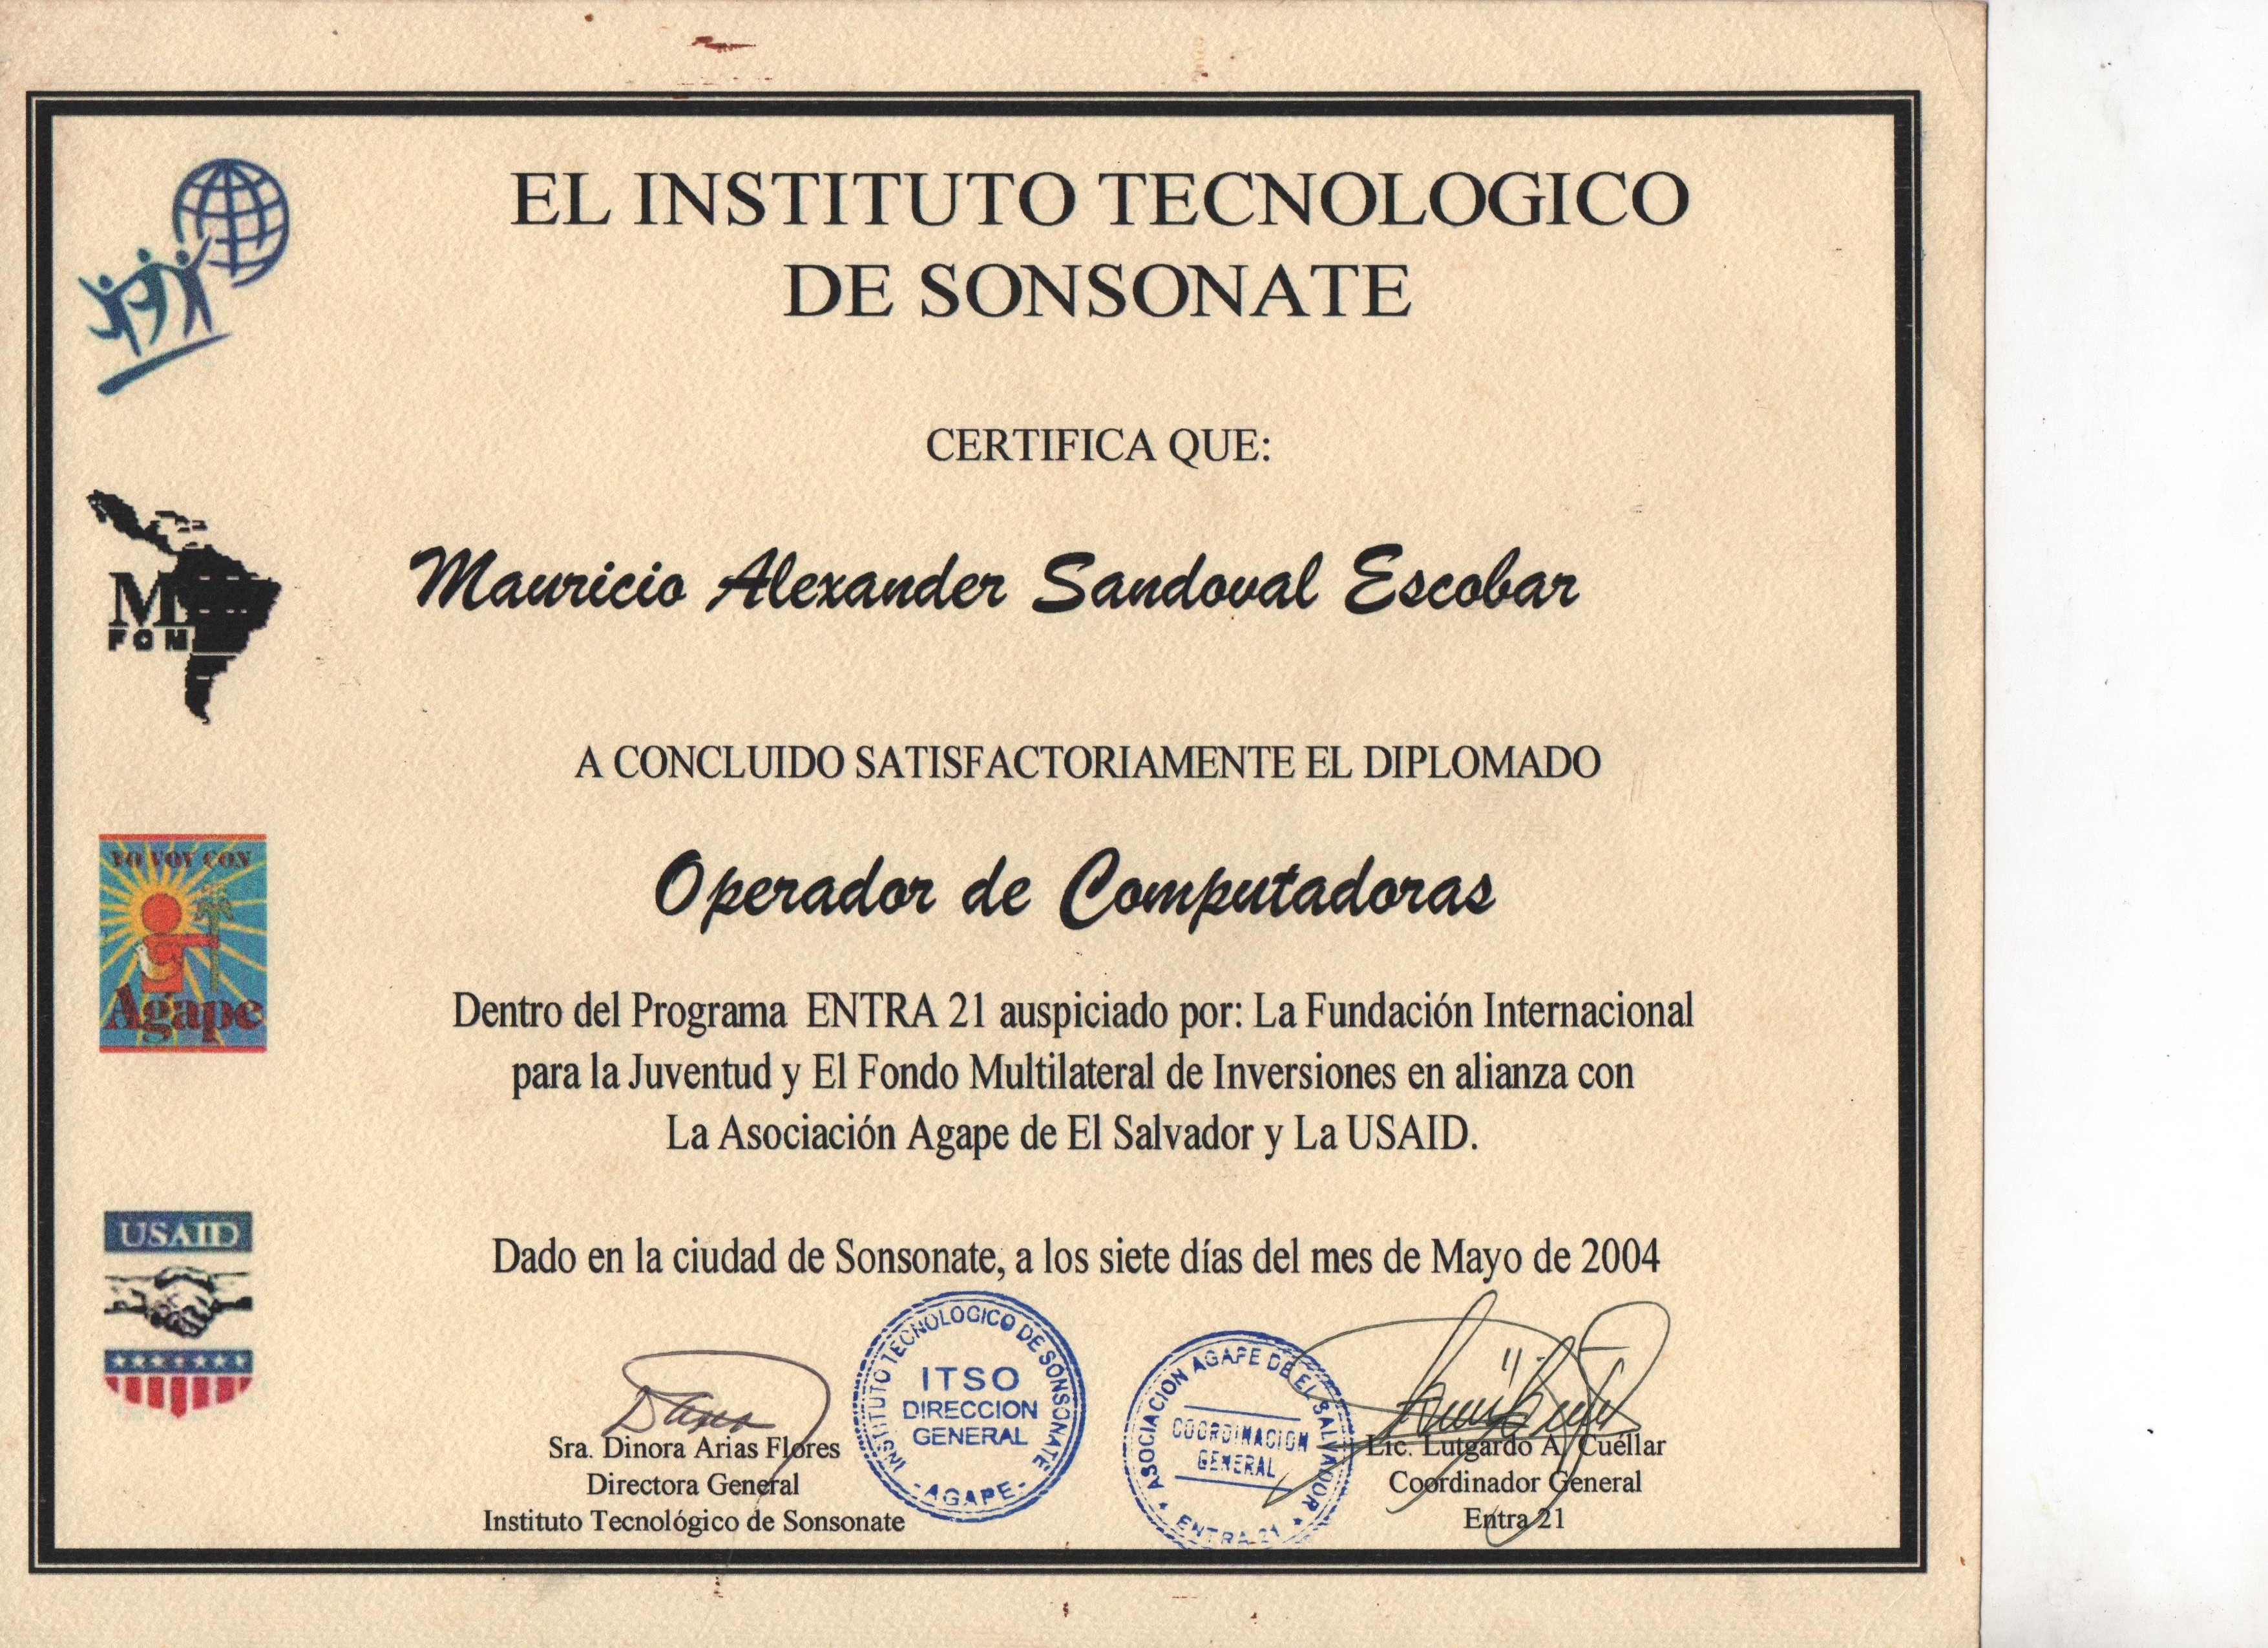 EL INSTITUTO TECNOLOGICO
DE SONSONATE
CERTIFICA QUE:
Mauricio Alexander Sandoval Escobar
A CONCLUIDO SATISFACTORIAMENTE EL DIPLOMADO
Operador de Computadoras
Dentro del Programa ENTRA 21 auspiciado por: La Fundación Internacional
para la Juventud y El Fondo Multilateral de Inversiones en alianza con
La Asociación Agape de El Salvador y La USAID.
Dado en la ciudad de Sonsonate, a los siete días del mes de Mayo de 2004
Sra. Dinora Arias Flores
Directora General
Instituto Tecnológico de Sonsonate
INSTITUTO TECNOLOGICO DE SONSONATE
ITSO
DIRECCION
GENERAL
- AGAPE -
ASOCIACION AGAPE DE EL SALVADOR
COORDINACION
GENERAL
* ENTRA 21 *
Lic. Lutgardo A. Cuéllar
Coordinador General
Entra 21
M
FOM
YO VOY CON
Agape
USAID